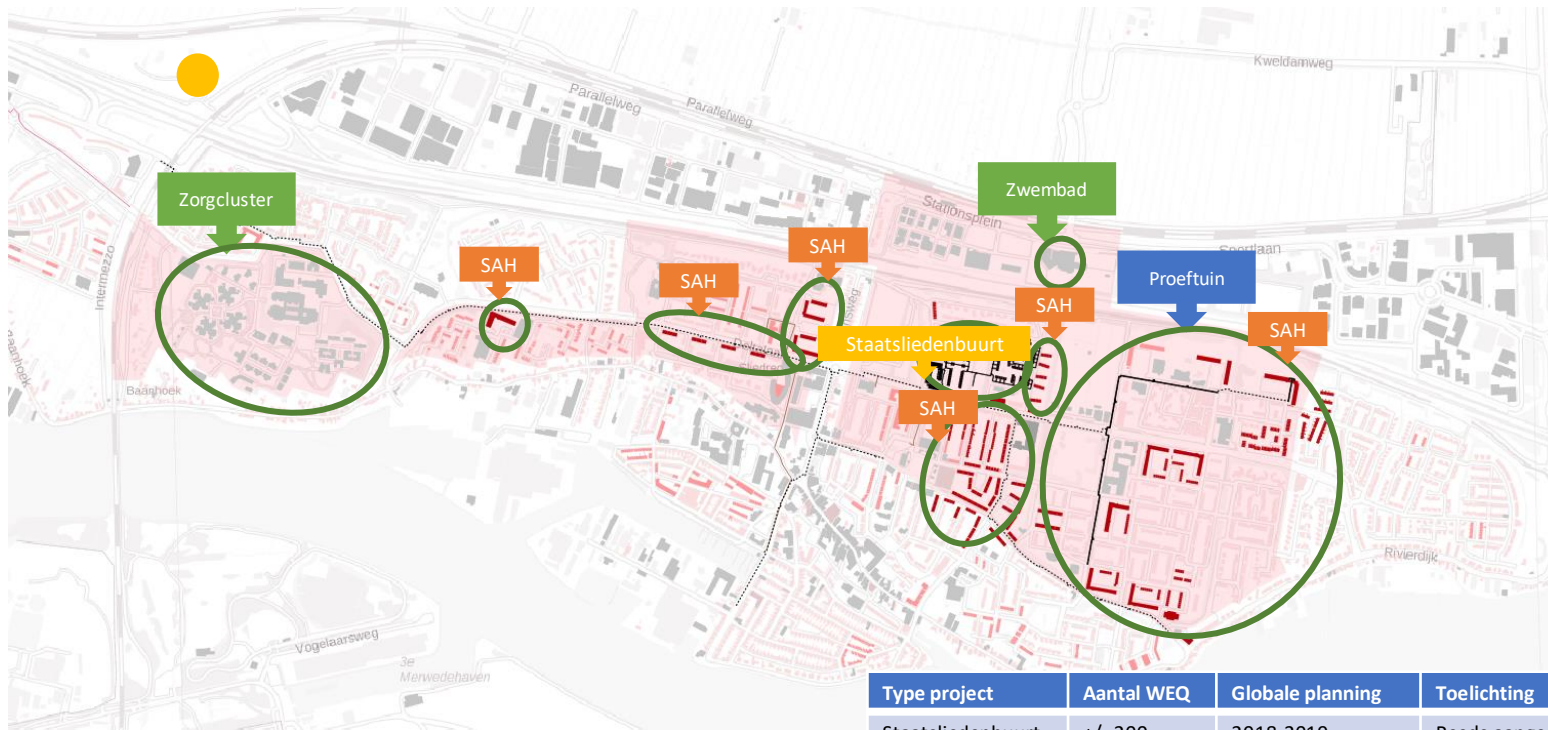 Kweldamweg
Parallelweg
Parallelweg
Zorgcluster
Zwembad
Stationsplein
SAH
SAH
SAH
Proeftuin
Intermezzo
SAH
SAH
Staatsliedenbuurt
SAH
Baanhoek
Rivierdijk
Vogelaarsweg
3e
Merwedehaven
Type project Aantal WEQ Globale planning Toelichting